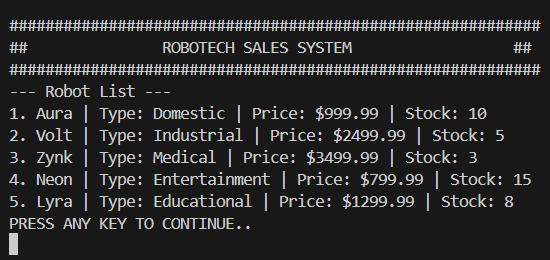 ###########################################################
##               ROBOTECH SALES SYSTEM                  ##
###########################################################
--- Robot List ---
1. Aura | Type: Domestic | Price: $999.99 | Stock: 10
2. Volt | Type: Industrial | Price: $2499.99 | Stock: 5
3. Zynk | Type: Medical | Price: $3499.99 | Stock: 3
4. Neon | Type: Entertainment | Price: $799.99 | Stock: 15
5. Lyra | Type: Educational | Price: $1299.99 | Stock: 8
PRESS ANY KEY TO CONTINUE..